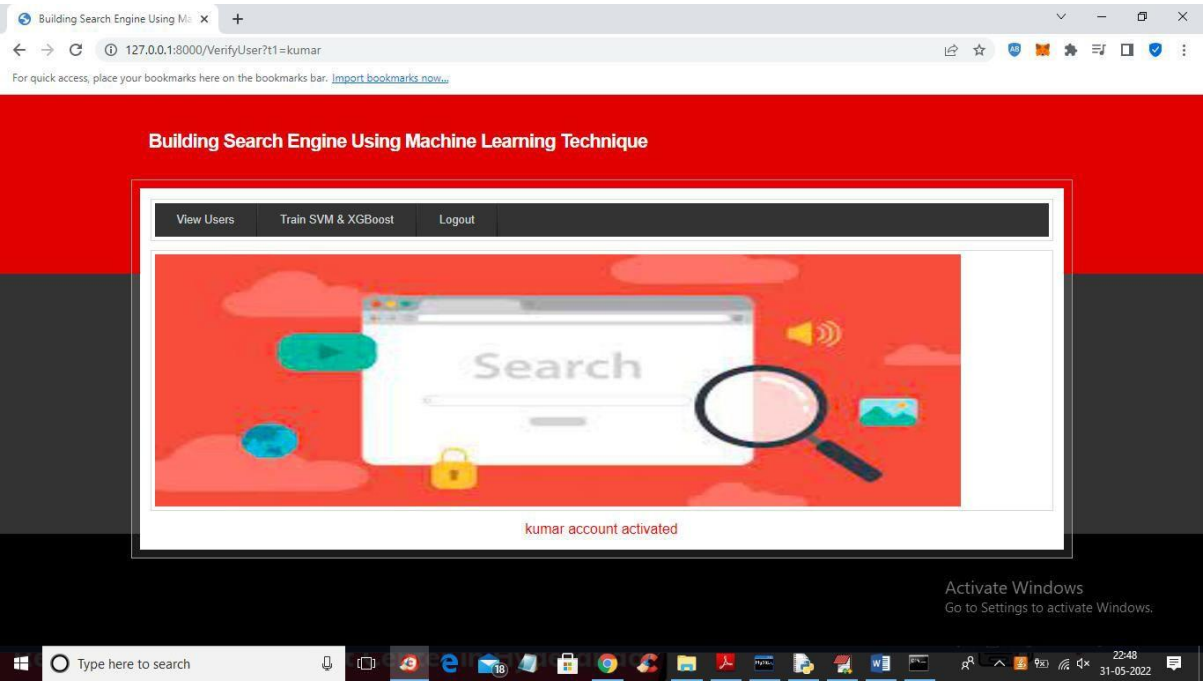 Building Search Engine Using Ma
127.0.0.1:8000/VerifyUser?t1=kumar
AB
For quick access, place your bookmarks here on the bookmarks bar. Import bookmarks now...
Building Search Engine Using Machine Learning Technique
View Users Train SVM & XGBoost Logout
Search
kumar account activated
Activate Windows
Go to Settings to activate Windows.
Type here to search
18
22:48
31-05-2022